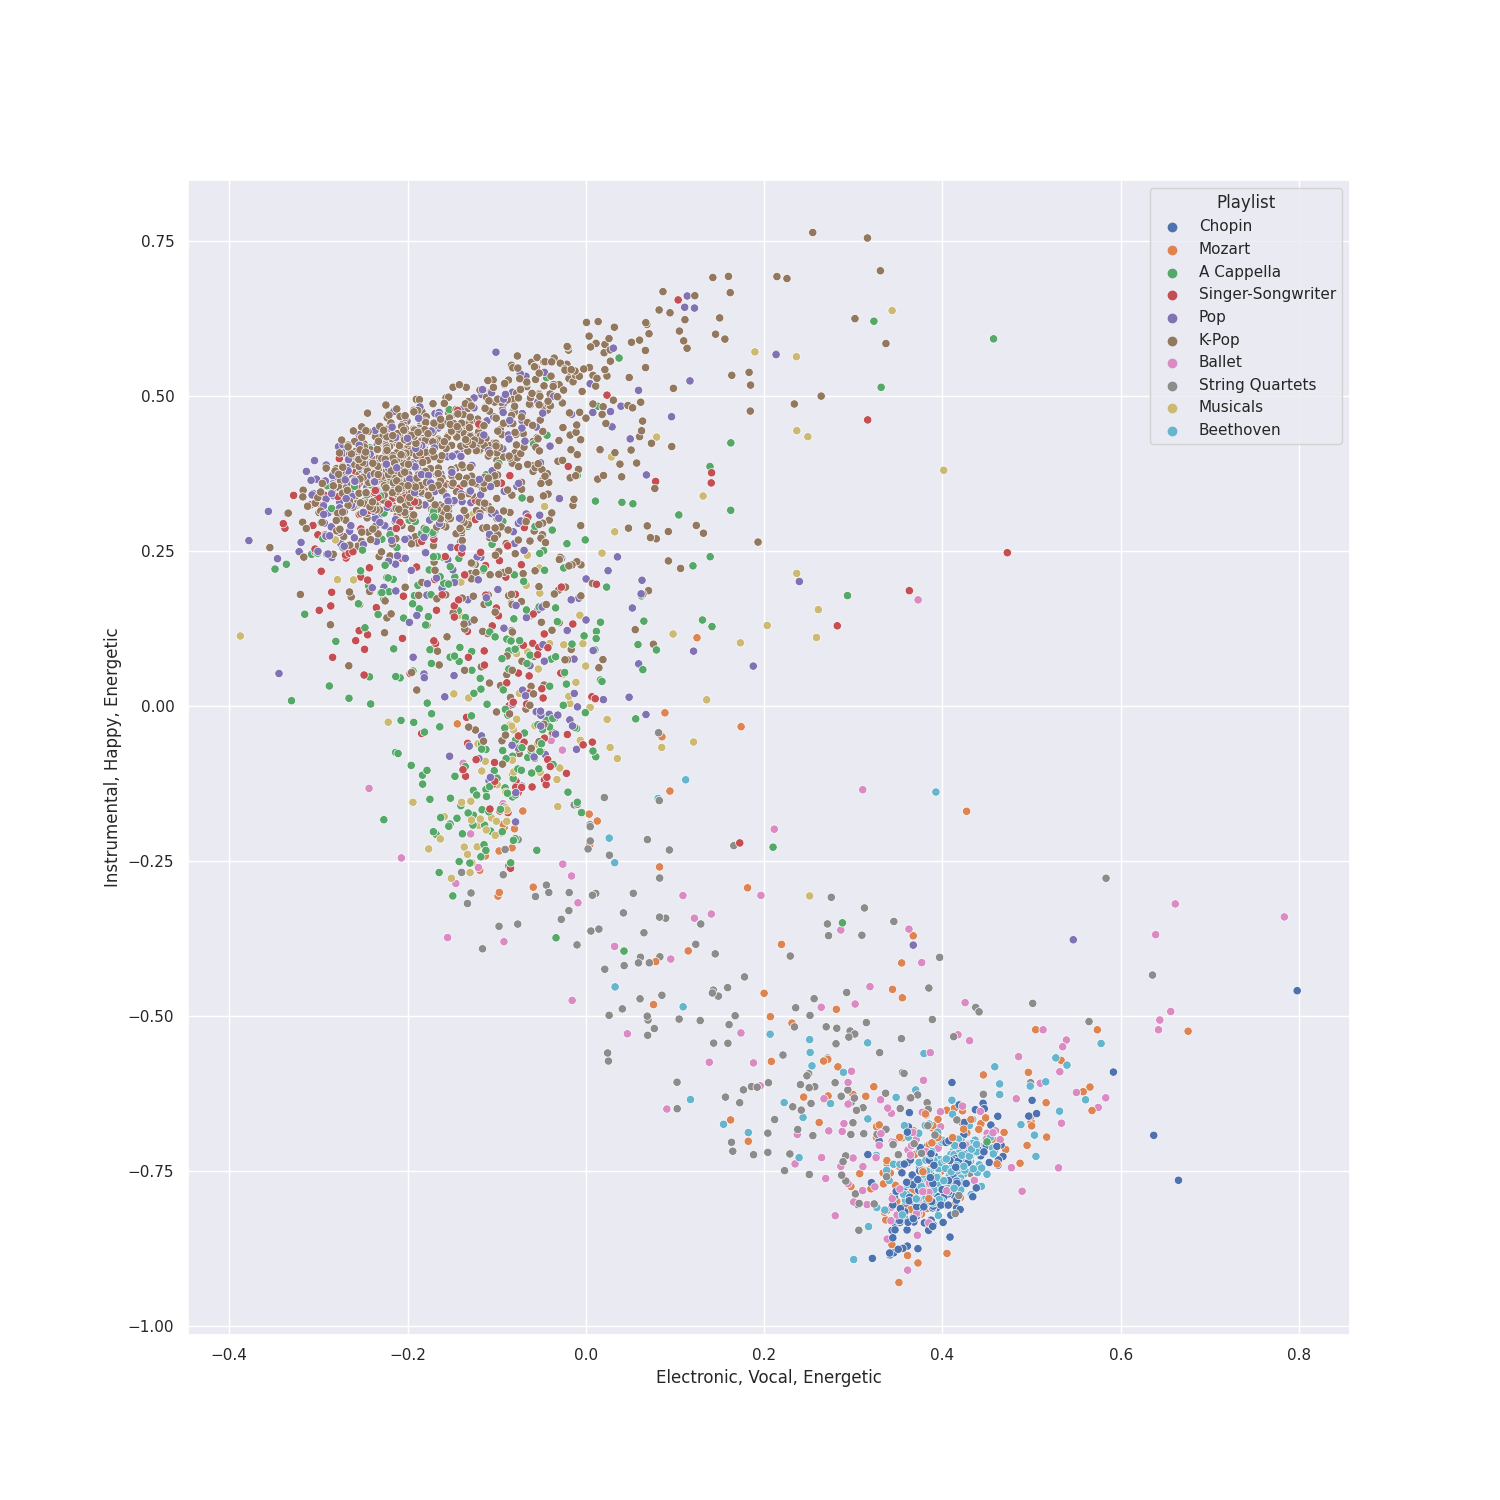 Playlist
Chopin
Mozart
A Cappella
Singer-Songwriter
Pop
K-Pop
Ballet
String Quartets
Musicals
Beethoven
0.75
0.50
0.25
0.00
−0.25
−0.50
−0.75
−1.00
Instrumental, Happy, Energetic
−0.4
−0.2
0.0
0.2
0.4
0.6
0.8
Electronic, Vocal, Energetic